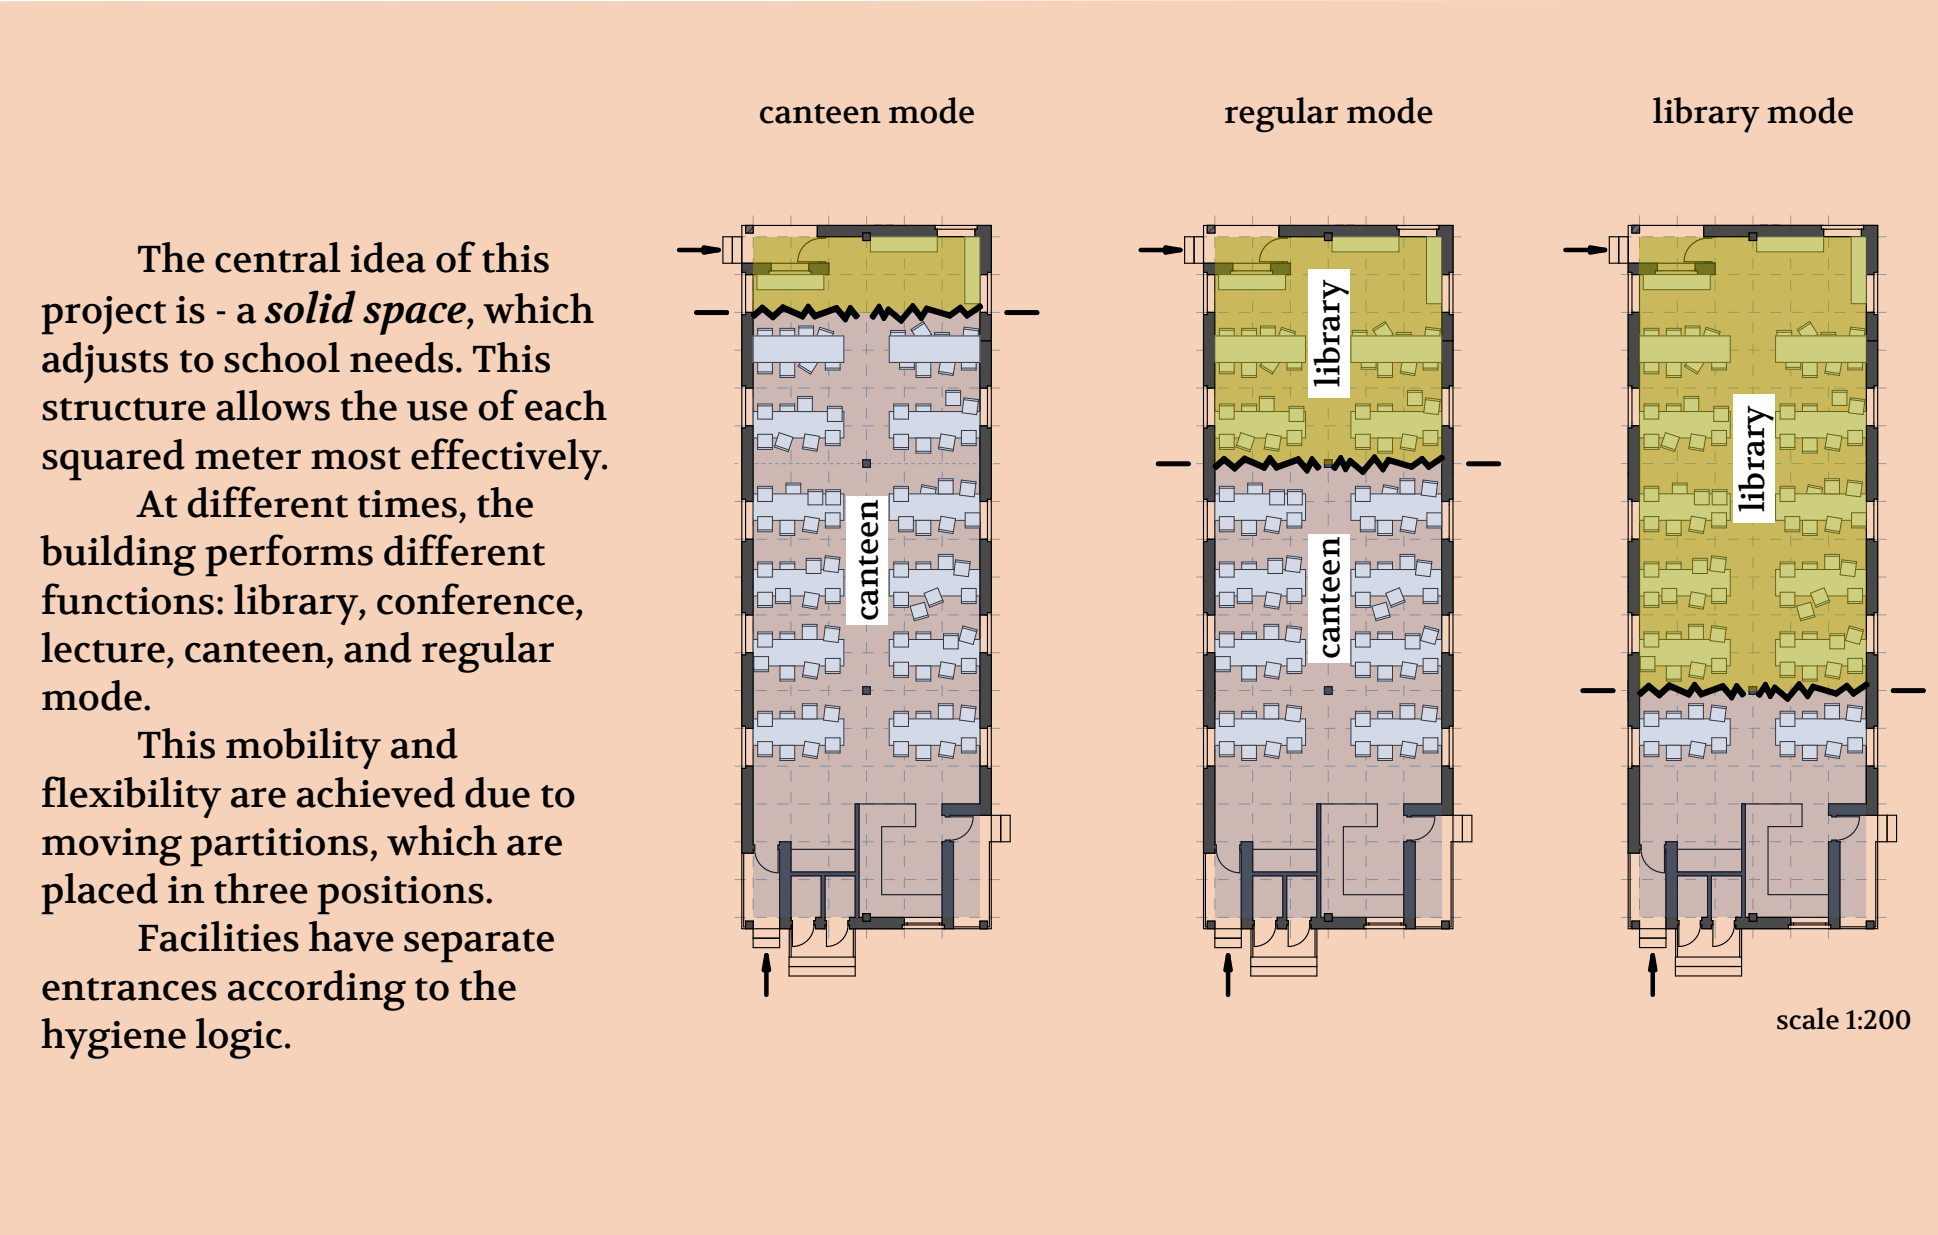 canteen mode
regular mode
library mode
The central idea of this
project is - a solid space, which
adjusts to school needs. This
structure allows the use of each
squared meter most effectively.
At different times, the
building performs different
functions: library, conference,
lecture, canteen, and regular
mode.
This mobility and
flexibility are achieved due to
moving partitions, which are
placed in three positions.
Facilities have separate
entrances according to the
hygiene logic.
canteen
library
canteen
library
scale 1:200